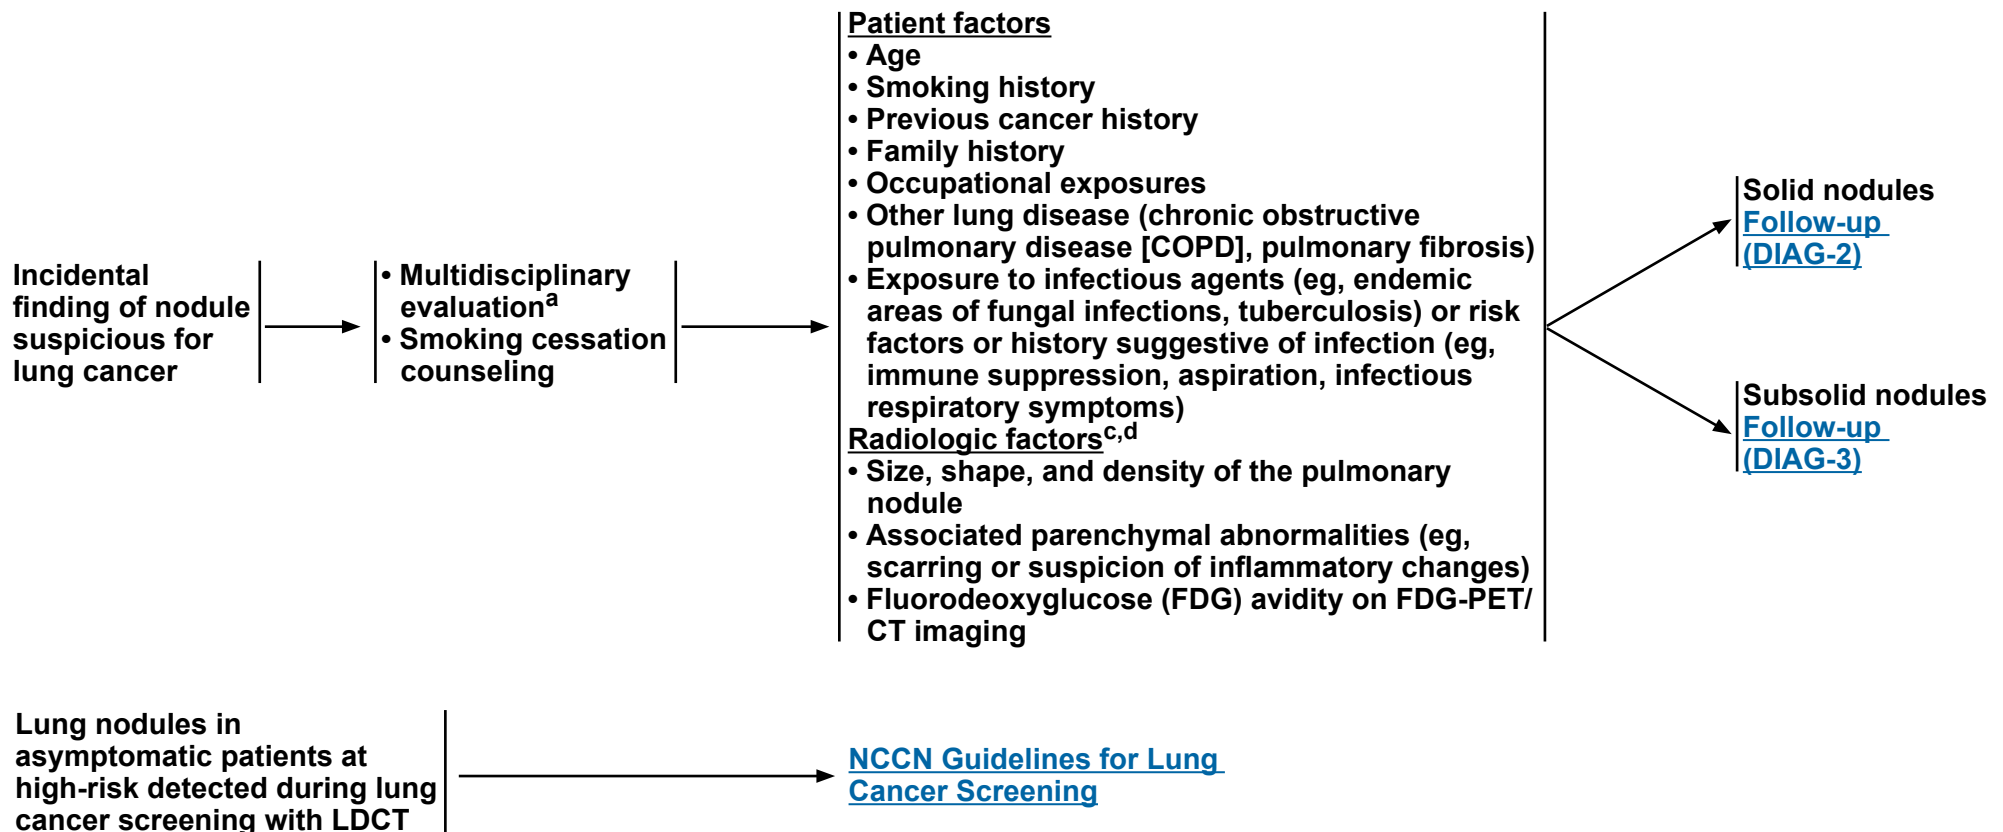 Incidental
finding of nodule
suspicious for
lung cancer
• Multidisciplinary
evaluationa
• Smoking cessation
counseling
Patient factors
• Age
• Smoking history
• Previous cancer history
• Family history
• Occupational exposures
• Other lung disease (chronic obstructive
pulmonary disease [COPD], pulmonary fibrosis)
• Exposure to infectious agents (eg, endemic
areas of fungal infections, tuberculosis) or risk
factors or history suggestive of infection (eg,
immune suppression, aspiration, infectious
respiratory symptoms)
Radiologic factorsc,d
• Size, shape, and density of the pulmonary
nodule
• Associated parenchymal abnormalities (eg,
scarring or suspicion of inflammatory changes)
• Fluorodeoxyglucose (FDG) avidity on FDG-PET/
CT imaging
Solid nodules
Follow-up
(DIAG-2)
Subsolid nodules
Follow-up
(DIAG-3)
Lung nodules in
asymptomatic patients at
high-risk detected during lung
cancer screening with LDCT
NCCN Guidelines for Lung
Cancer Screening